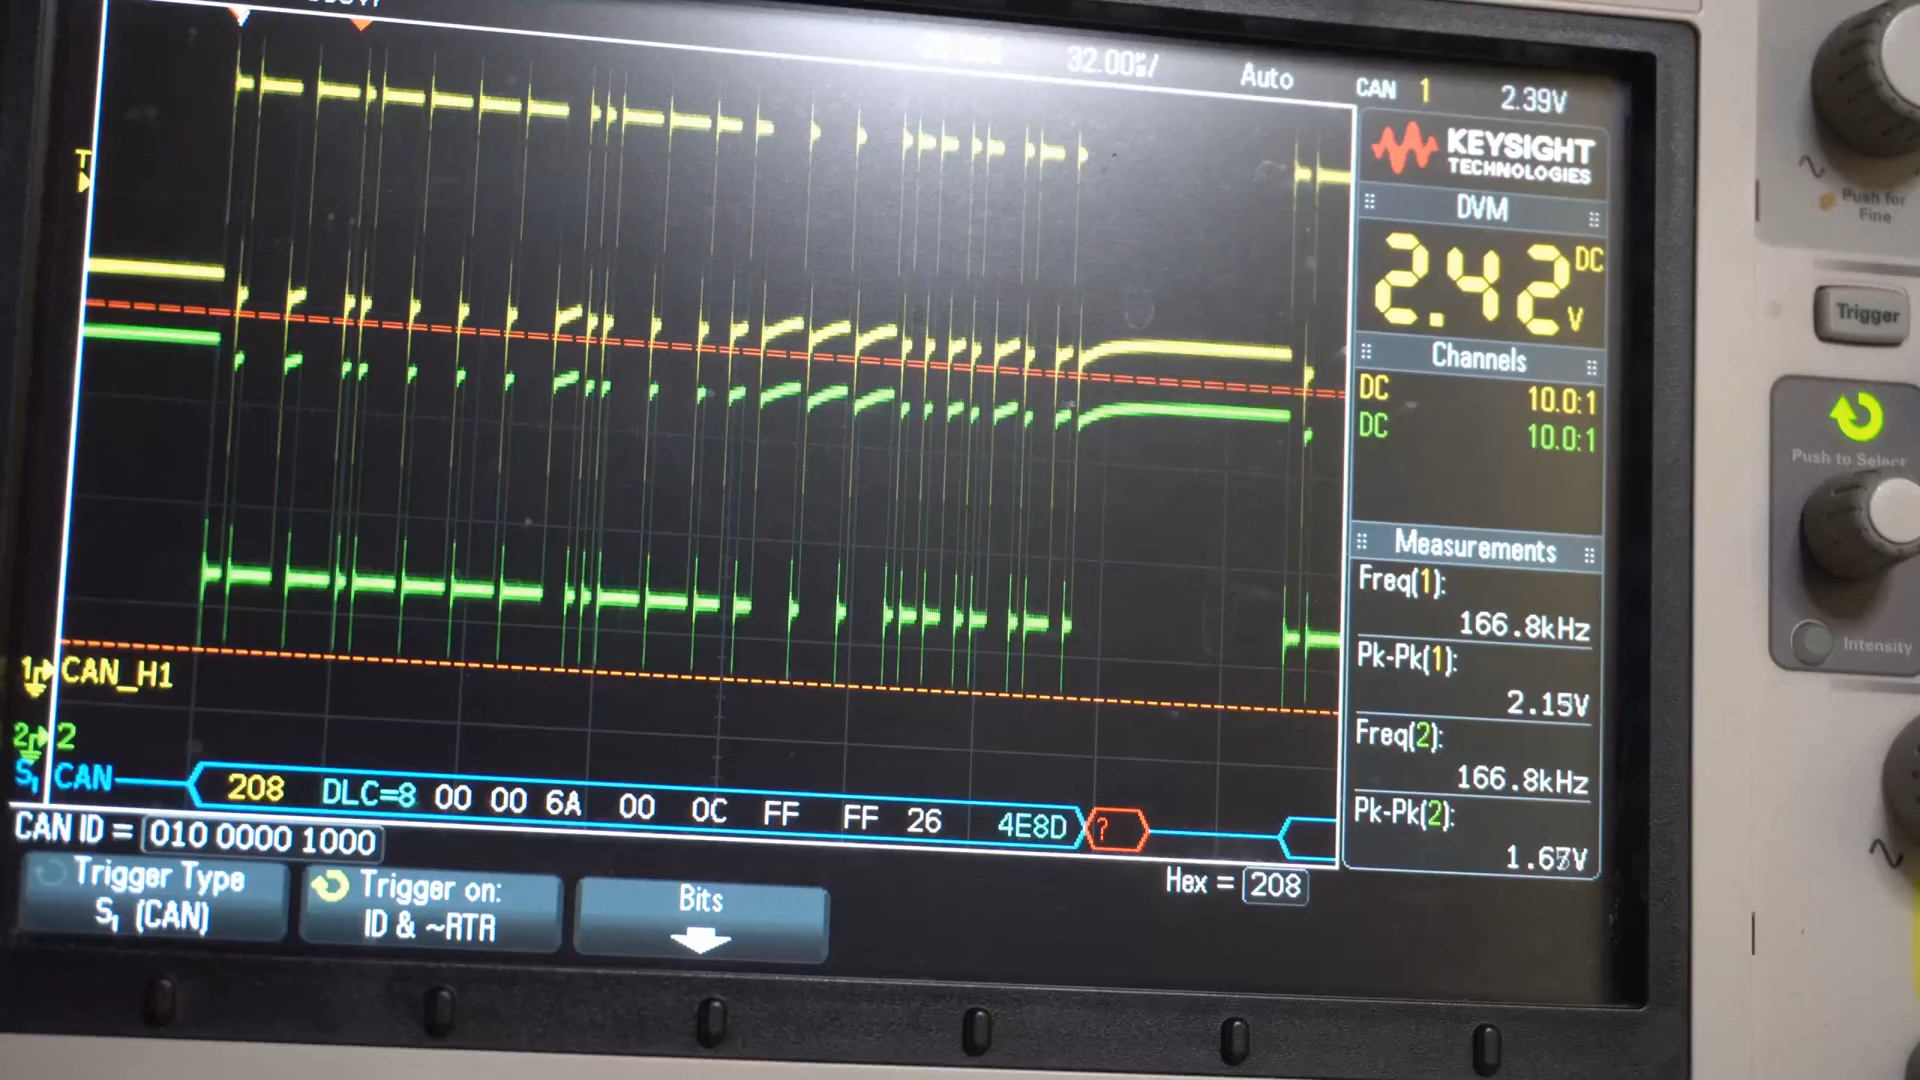 32.00us/
Auto
CAN 1 2.39V
KEYSIGHT
TECHNOLOGIES
DVM
2.42 DC
V
Channels
DC 10.0:1
DC 10.0:1
Measurements
Freq(1):
166.8kHz
Pk-Pk(1):
2.15V
Freq(2):
166.8kHz
Pk-Pk(2):
T
1 CAN_H1
2 2
S1 CAN 208 DLC=8 00 00 6A 00 0C FF FF 26 4E8D ?
CAN ID = 010 0000 1000
Hex = 208
Trigger Type
S1 (CAN)
Trigger on:
ID & ~RTR
Bits
Push for
Fine
Trigger
Push to Select
Intensity